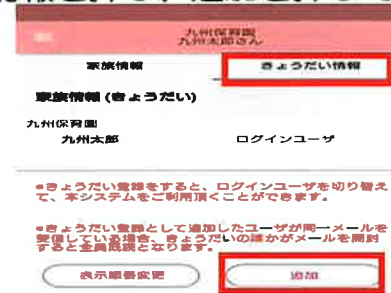 九州保育園
九州太郎さん
家族情報
きょうだい情報
家族情報 (きょうだい)
九州保育園
九州太郎
ログインユーザ
●きょうだい登録をすると、ログインユーザを切り替え
て、本システムをご利用頂くことができます。
●きょうだい登録として追加したユーザが同一メールを
受信している場合、きょうだいの誰かがメールを開封
すると全員既読となります。
表示順番変更
追加